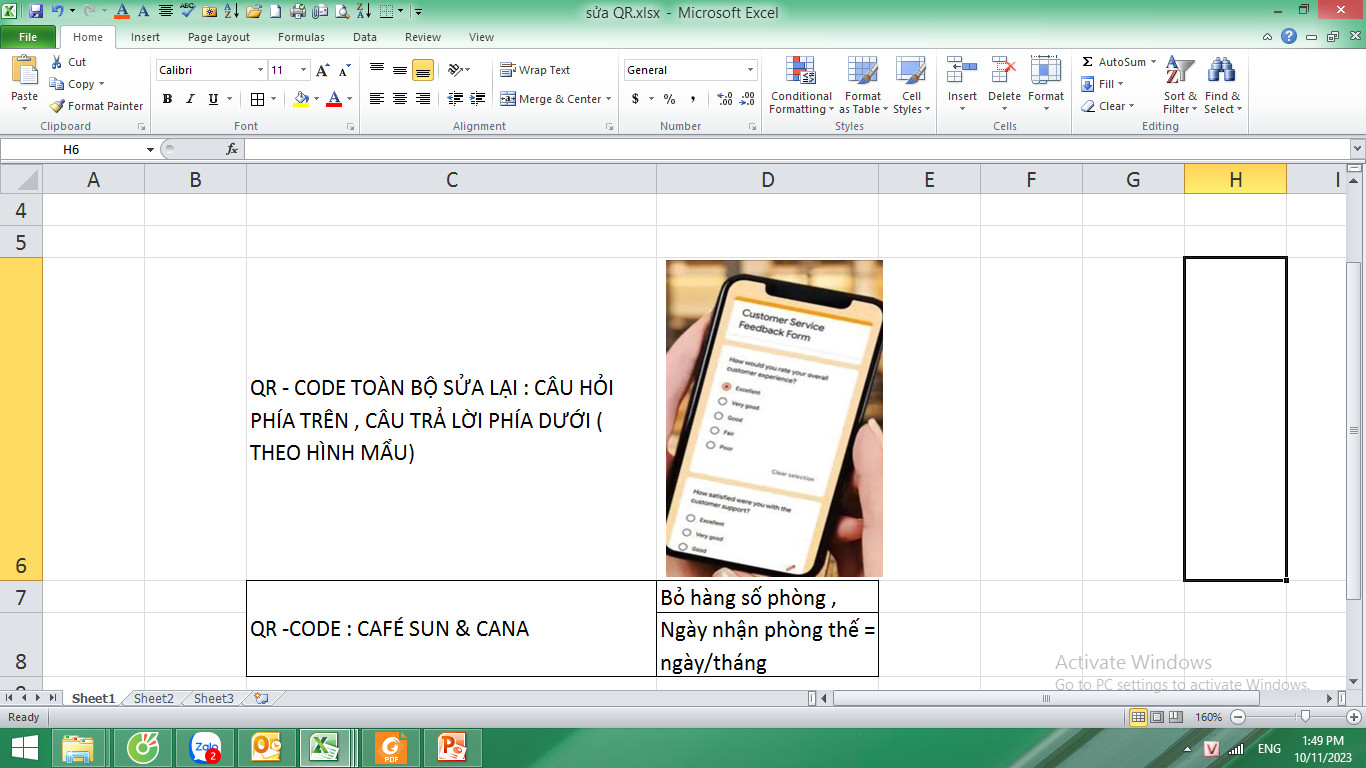 sửa QR.xlsx - Microsoft Excel
File Home Insert Page Layout Formulas Data Review View
Paste
Cut
Copy
Format Painter
Clipboard
Calibri 11
B I U
Font
Wrap Text
Merge & Center
Alignment
General
$ % ,
Number
Conditional Formatting
Format as Table
Cell Styles
Styles
Insert Delete Format
Cells
AutoSum
Fill
Clear
Sort & Filter
Find & Select
Editing
H6 fx
A B C D E F G H I
4
5
6
QR - CODE TOÀN BỘ SỬA LẠI : CÂU HỎI
PHÍA TRÊN , CÂU TRẢ LỜI PHÍA DƯỚI (
THEO HÌNH MẨU)
Customer Service
Feedback Form
How would you rate your overall
customer experience?
Excellent
Very good
Good
Fair
Poor
Clear selection
How satisfied were you with the
customer support?
Excellent
Very good
Good
7
8
QR -CODE : CAFÉ SUN & CANA
Bỏ hàng số phòng ,
Ngày nhận phòng thế =
ngày/tháng
Activate Windows
Go to PC settings to activate Windows.
Sheet1 Sheet2 Sheet3
Ready 160%
Zalo 2
PDF
ENG
1:49 PM
10/11/2023